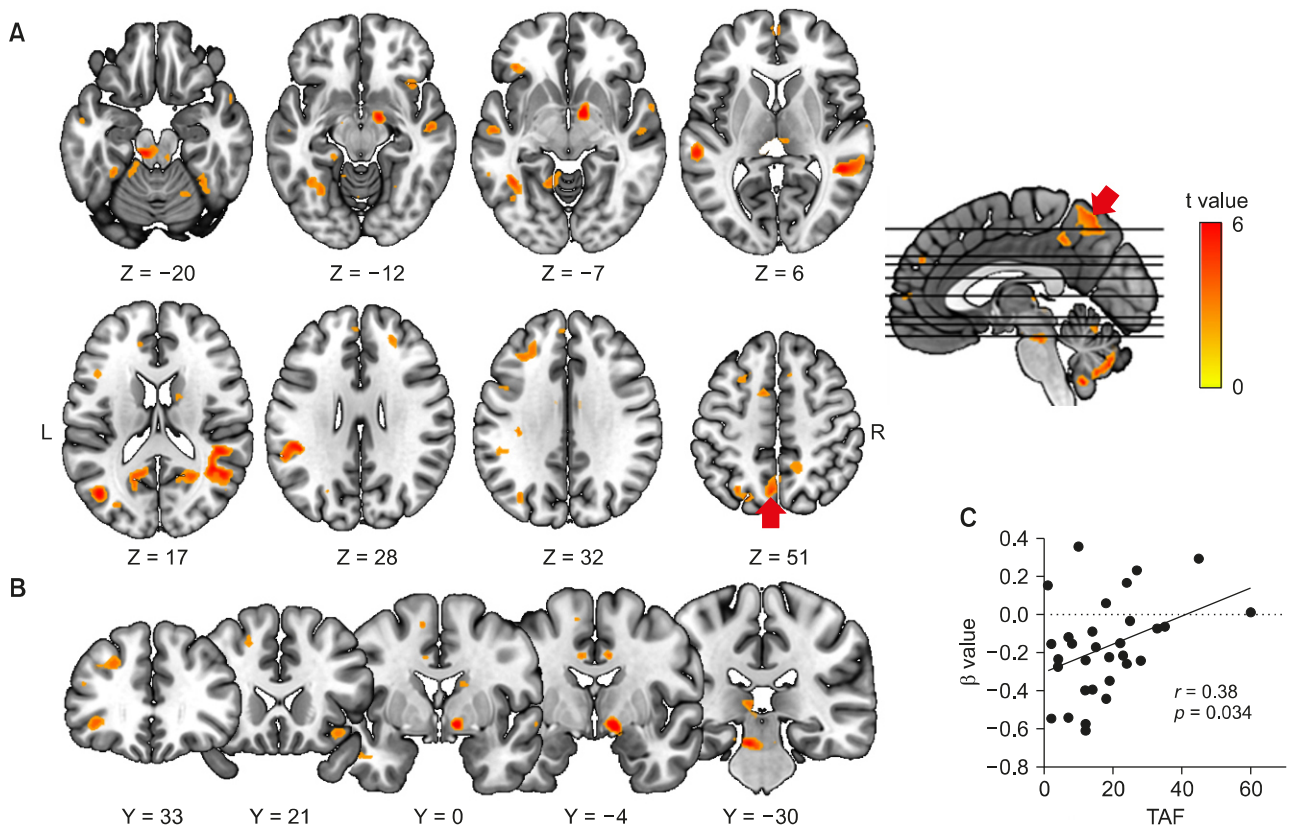 A
Z = −20
Z = −12
Z = −7
Z = 6
t value
6
0
L
R
Z = 17
Z = 28
Z = 32
Z = 51
B
Y = 33
Y = 21
Y = 0
Y = −4
Y = −30
C
0.4
0.2
0.0
−0.2
−0.4
−0.6
−0.8
β value
r = 0.38
p = 0.034
0
20
40
60
TAF